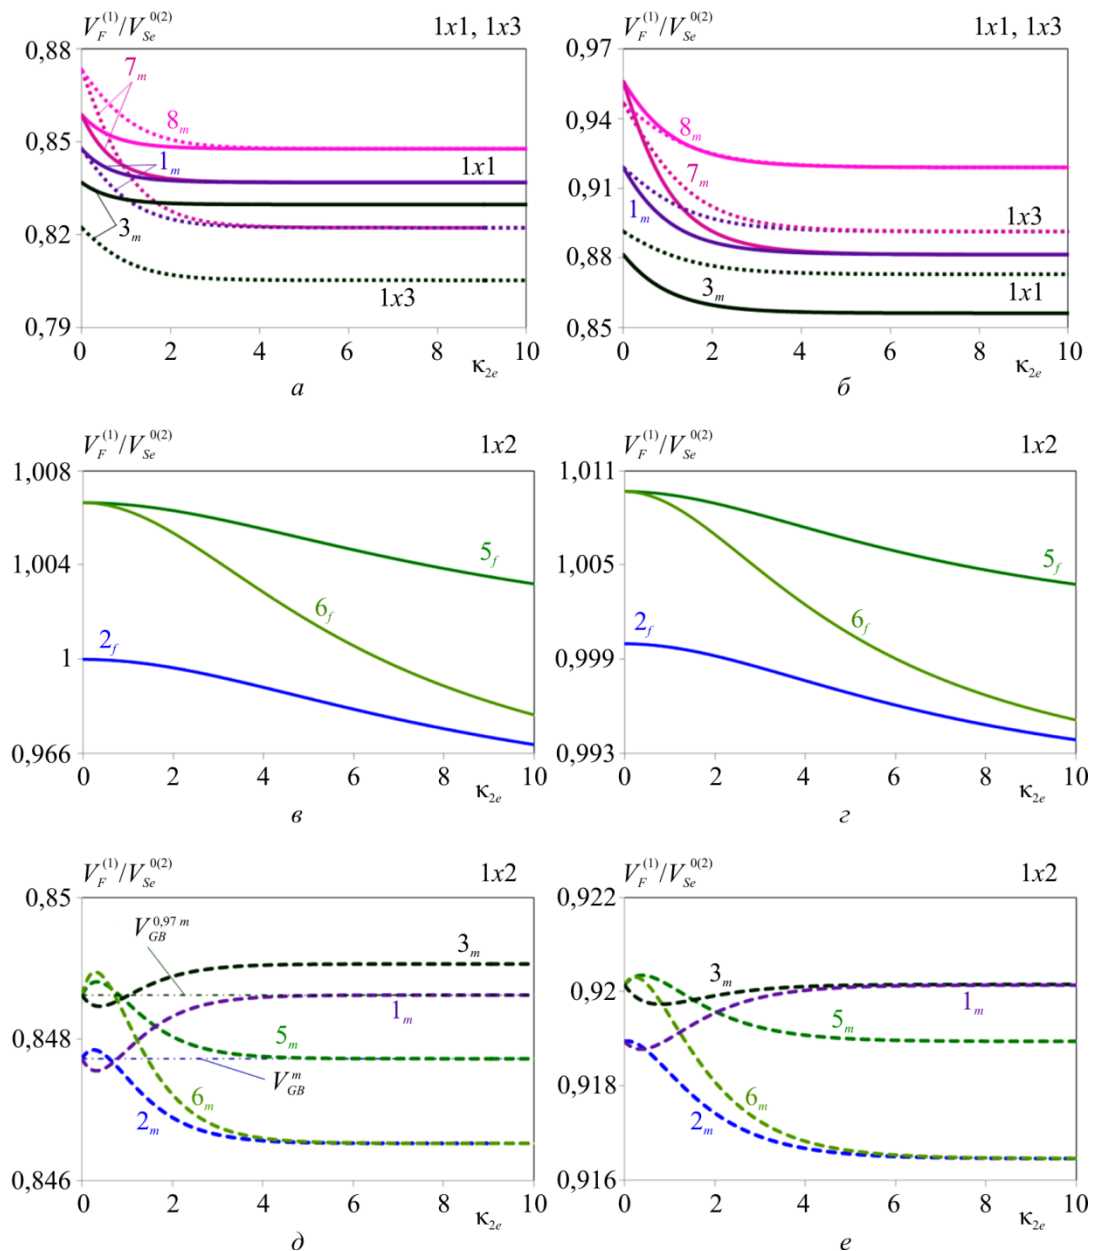 V_F^(1)/V_Se^0(2) 1x1, 1x3
0,88
0,85
0,82
0,79
7_m
8_m
1_m
1x1
3_m
1x3
0 2 4 6 8 10
κ_2e
а
V_F^(1)/V_Se^0(2) 1x1, 1x3
0,97
0,94
0,91
0,88
0,85
8_m
7_m
1_m
1x3
3_m
1x1
0 2 4 6 8 10
κ_2e
б
V_F^(1)/V_Se^0(2) 1x2
1,008
1,004
1
0,966
5_f
6_f
2_f
0 2 4 6 8 10
κ_2e
в
V_F^(1)/V_Se^0(2) 1x2
1,011
1,005
0,999
0,993
5_f
6_f
2_f
0 2 4 6 8 10
κ_2e
г
V_F^(1)/V_Se^0(2) 1x2
0,85
0,848
0,846
V_GB^0,97 m
3_m
1_m
5_m
V_GB^m
6_m
2_m
0 2 4 6 8 10
κ_2e
д
V_F^(1)/V_Se^0(2) 1x2
0,922
0,92
0,918
0,916
3_m
1_m
5_m
6_m
2_m
0 2 4 6 8 10
κ_2e
е